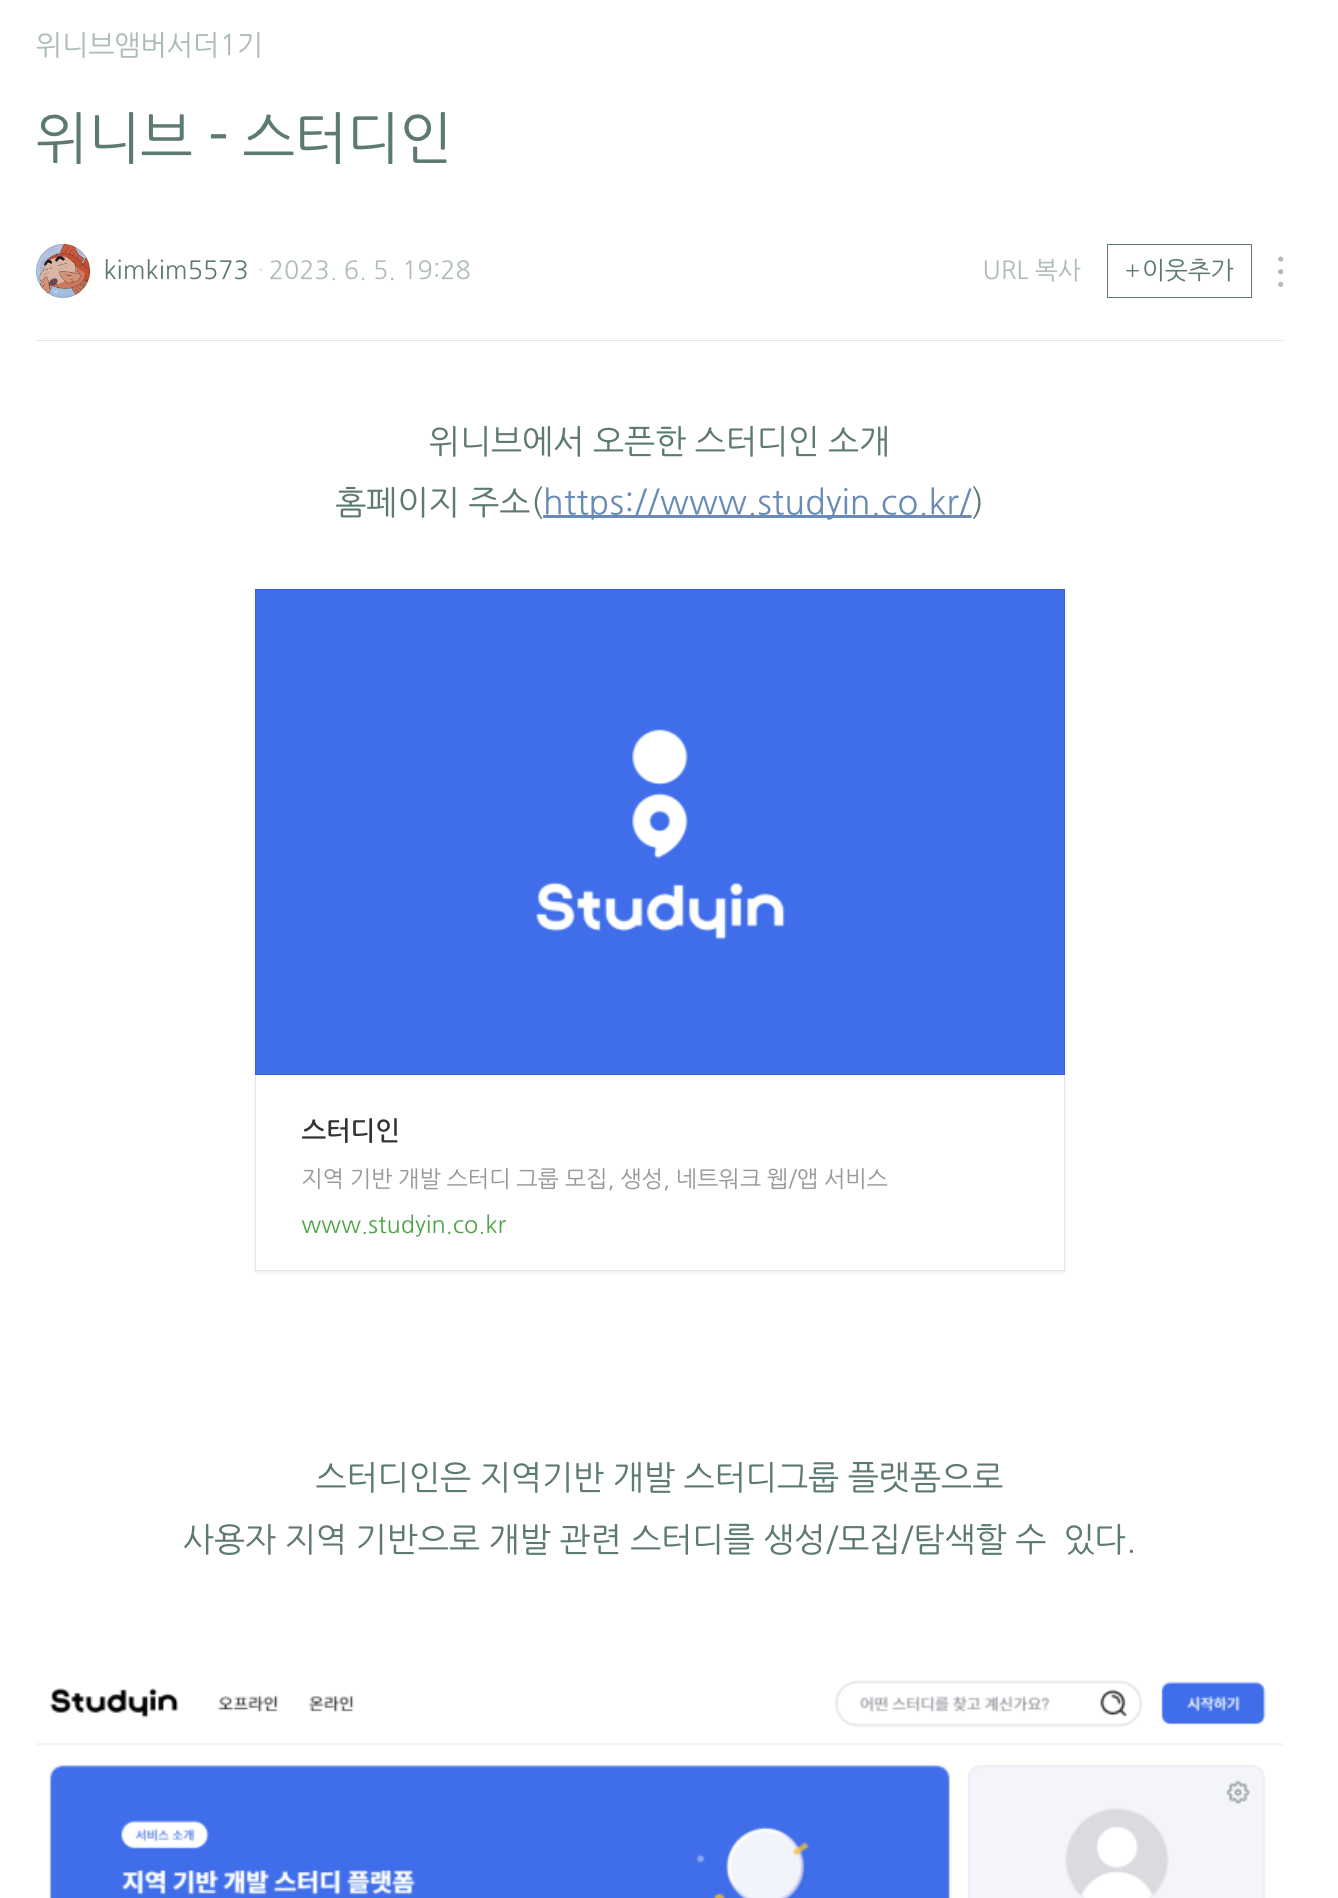 위니브앰버서더1기
위니브 - 스터디인
kimkim5573 · 2023. 6. 5. 19:28
URL 복사
+이웃추가
위니브에서 오픈한 스터디인 소개
홈페이지 주소(https://www.studyin.co.kr/)
Studyin
스터디인
지역 기반 개발 스터디 그룹 모집, 생성, 네트워크 웹/앱 서비스
www.studyin.co.kr
스터디인은 지역기반 개발 스터디그룹 플랫폼으로
사용자 지역 기반으로 개발 관련 스터디를 생성/모집/탐색할 수  있다.
Studyin 오프라인 온라인 어떤 스터디를 찾고 계신가요? 시작하기
서비스 소개
지역 기반 개발 스터디 플랫폼